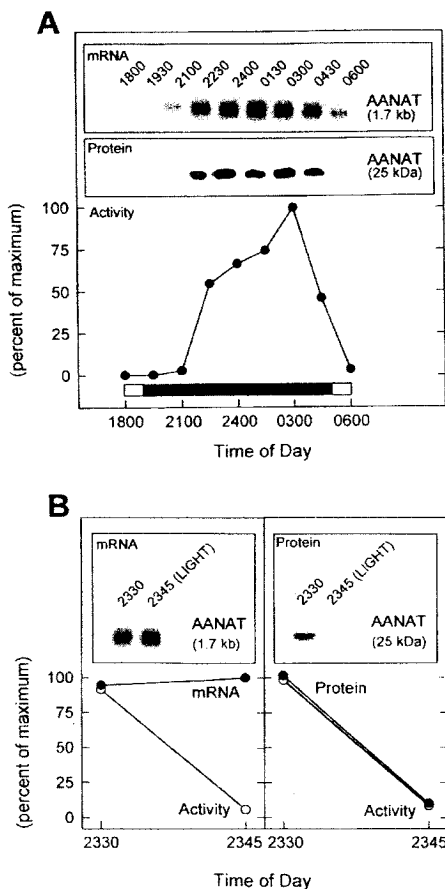 A
mRNA
1800 1930 2100 2230 2400 0130 0300 0430 0600
AANAT
(1.7 kb)
Protein
AANAT
(25 kDa)
Activity
(percent of maximum)
100
75
50
25
0
1800 2100 2400 0300 0600
Time of Day
B
mRNA
2330 2345 (LIGHT)
AANAT
(1.7 kb)
Protein
2330 2345 (LIGHT)
AANAT
(25 kDa)
(percent of maximum)
100
75
50
25
0
mRNA
Activity
Protein
Activity
2330 2345 2330 2345
Time of Day